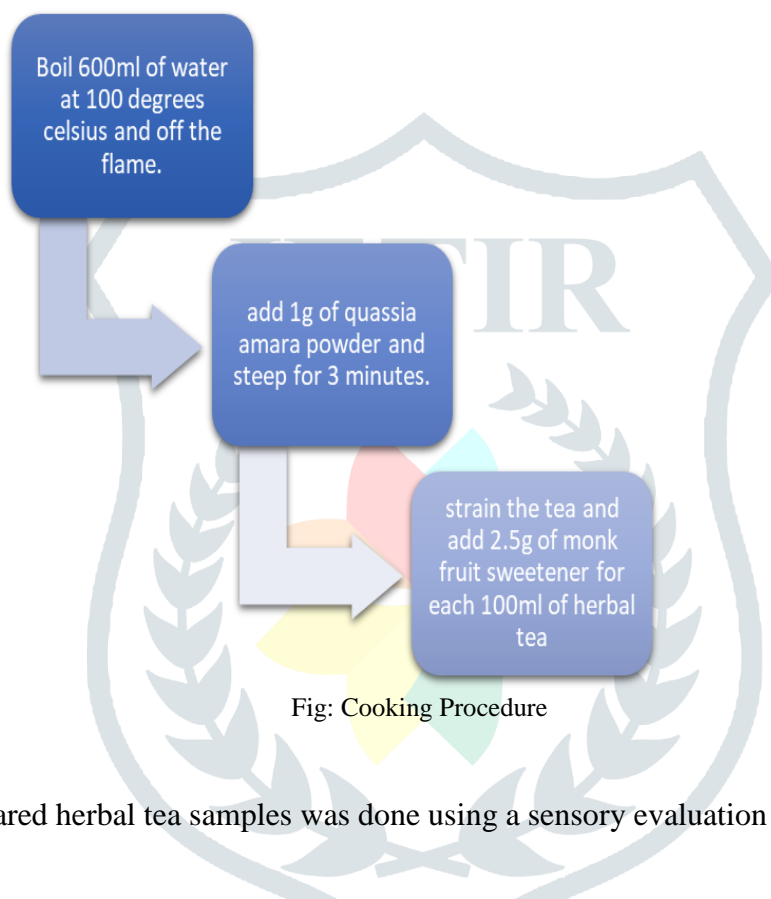 Boil 600ml of water
at 100 degrees
celsius and off the
flame.
JETIR
add 1g of quassia
amara powder and
steep for 3 minutes.
strain the tea and
add 2.5g of monk
fruit sweetener for
each 100ml of herbal
tea
Fig: Cooking Procedure
ared herbal tea samples was done using a sensory evaluation